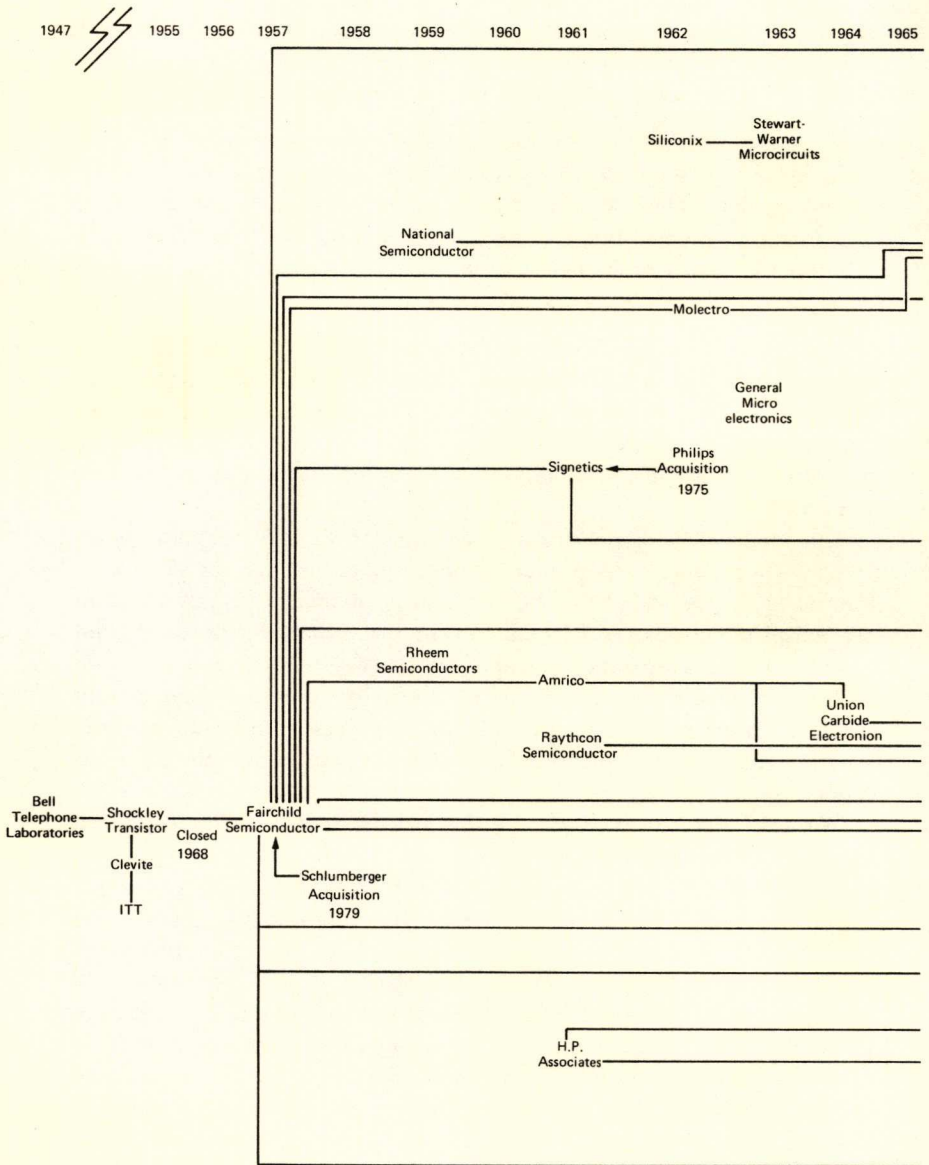 1947 1955 1956 1957 1958 1959 1960 1961 1962 1963 1964 1965
Siliconix
Stewart-
Warner
Microcircuits
National
Semiconductor
Molectro
General
Micro
electronics
Signetics
Philips
Acquisition
1975
Rheem
Semiconductors
Amrico
Union
Carbide
Electronion
Raythcon
Semiconductor
Bell
Telephone
Laboratories
Shockley
Transistor
Closed
1968
Fairchild
Semiconductor
Clevite
ITT
Schlumberger
Acquisition
1979
H.P.
Associates